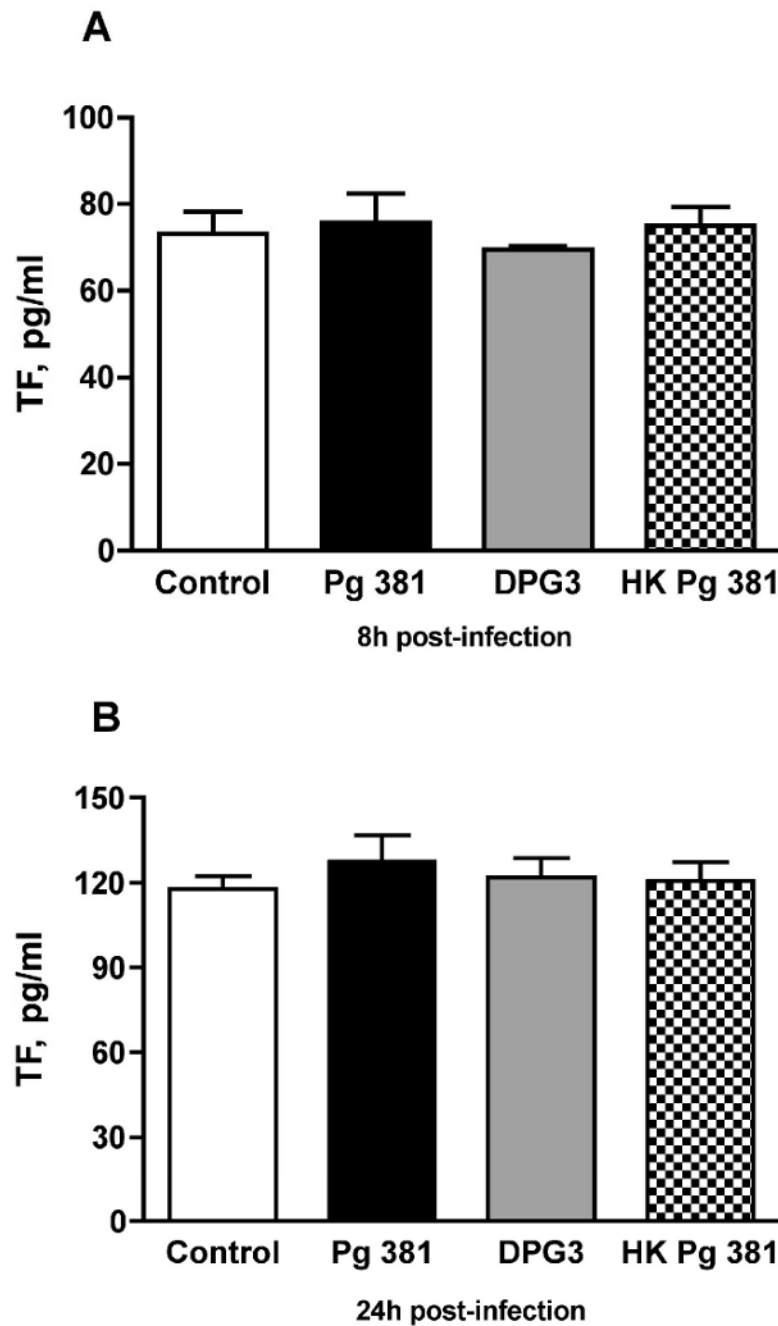 A
TF, pg/ml
100
80
60
40
20
0
Control Pg 381 DPG3 HK Pg 381
8h post-infection
B
TF, pg/ml
150
120
90
60
30
0
Control Pg 381 DPG3 HK Pg 381
24h post-infection